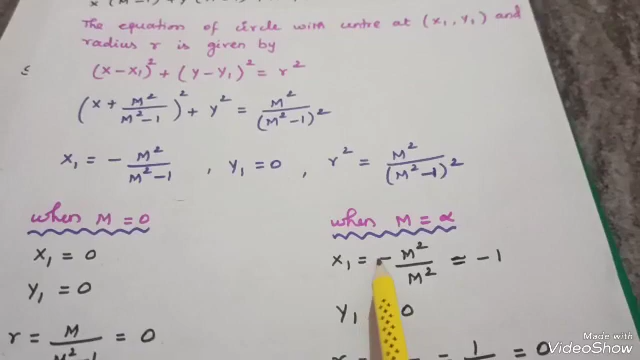 The equation of circle with centre at (x₁, y₁) and
radius r is given by
(x-x₁)² + (y-y₁)² = r²
(x + M²/(M²-1))² + y² = M²/(M²-1)²
x₁ = - M²/(M²-1) , y₁ = 0 , r² = M²/(M²-1)²
when M = 0
x₁ = 0
y₁ = 0
r = M/(M²-1) = 0
when M = α
x₁ = - M²/M² ≃ -1
y₁ 0
1 = 0
Made with
VideoShow